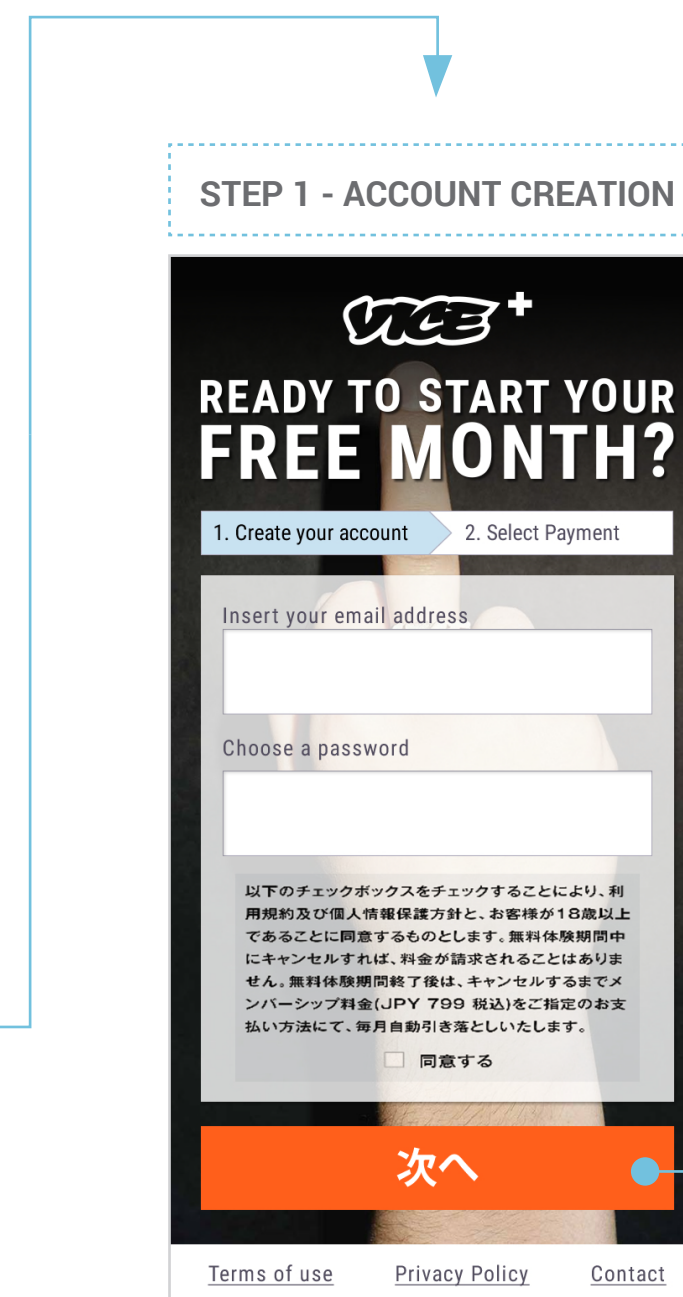 STEP 1 - ACCOUNT CREATION
VICE+
READY TO START YOUR
FREE MONTH?
1. Create your account
2. Select Payment
Insert your email address
Choose a password
以下のチェックボックスをチェックすることにより、利
用規約及び個人情報保護方針と、お客様が18歳以上
であることに同意するものとします。無料体験期間中
にキャンセルすれば、料金が請求されることはありま
せん。無料体験期間終了後は、キャンセルするまでメ
ンバーシップ料金(JPY 799 税込)をご指定のお支
払い方法にて、毎月自動引き落としいたします。
同意する
次へ
Terms of use
Privacy Policy
Contact